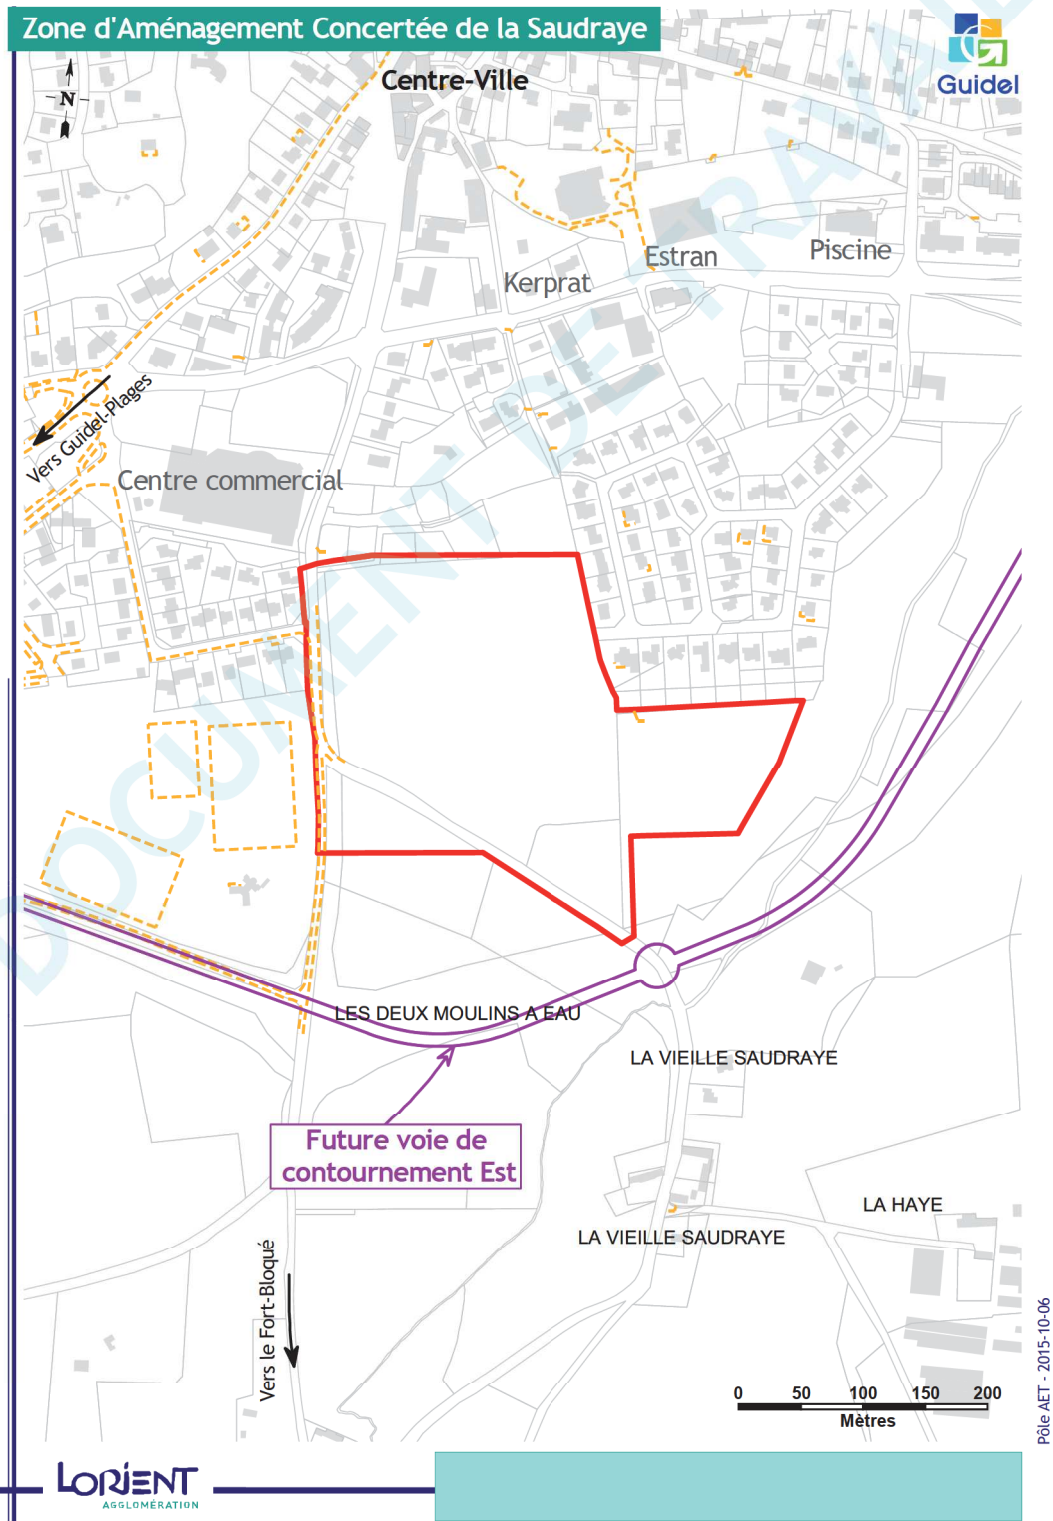 Zone d'Aménagement Concertée de la Saudraye
Guidel
N
Centre-Ville
Estran
Piscine
Kerprat
Vers Guidel-Plages
Centre commercial
DOCUMENT DE TRAVAIL
LES DEUX MOULINS A EAU
LA VIEILLE SAUDRAYE
Future voie de
contournement Est
LA HAYE
LA VIEILLE SAUDRAYE
Vers le Fort-Bloqué
0 50 100 150 200
Mètres
Pôle AET - 2015-10-06
LORIENT
AGGLOMÉRATION